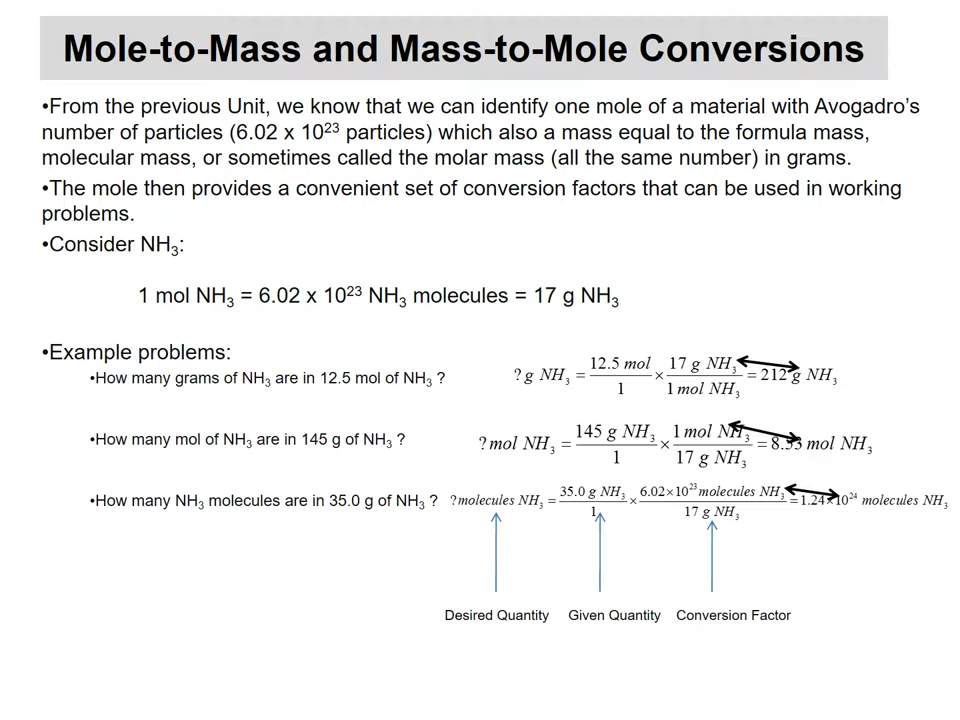 Mole-to-Mass and Mass-to-Mole Conversions
•From the previous Unit, we know that we can identify one mole of a material with Avogadro’s
number of particles (6.02 x 10²³ particles) which also a mass equal to the formula mass,
molecular mass, or sometimes called the molar mass (all the same number) in grams.
•The mole then provides a convenient set of conversion factors that can be used in working
problems.
•Consider NH₃:
1 mol NH₃ = 6.02 x 10²³ NH₃ molecules = 17 g NH₃
•Example problems:
•How many grams of NH₃ are in 12.5 mol of NH₃ ?
? g NH₃ = 12.5 mol / 1 × 17 g NH₃ / 1 mol NH₃ = 212 g NH₃
•How many mol of NH₃ are in 145 g of NH₃ ?
? mol NH₃ = 145 g NH₃ / 1 × 1 mol NH₃ / 17 g NH₃ = 8.53 mol NH₃
•How many NH₃ molecules are in 35.0 g of NH₃ ?
? molecules NH₃ = 35.0 g NH₃ / 1 × 6.02×10²³ molecules NH₃ / 17 g NH₃ = 1.24×10²⁴ molecules NH₃
Desired Quantity Given Quantity Conversion Factor